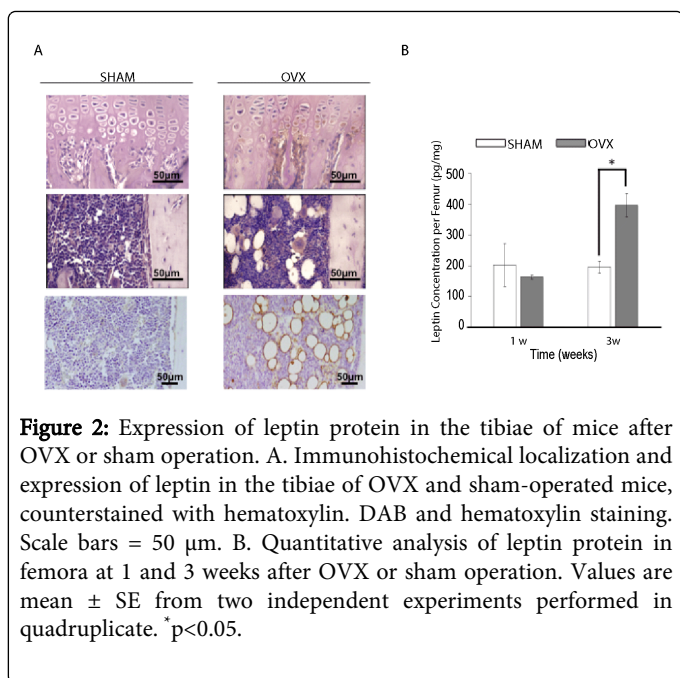 A
SHAM
OVX
50μm
50μm
50μm
50μm
50μm
50μm
B
SHAM OVX
*
Leptin Concentration per Femur (pg/mg)
500
400
300
200
100
0
1 w 3w
Time (weeks)
Figure 2: Expression of leptin protein in the tibiae of mice after
OVX or sham operation. A. Immunohistochemical localization and
expression of leptin in the tibiae of OVX and sham-operated mice,
counterstained with hematoxylin. DAB and hematoxylin staining.
Scale bars = 50 μm. B. Quantitative analysis of leptin protein in
femora at 1 and 3 weeks after OVX or sham operation. Values are
mean ± SE from two independent experiments performed in
quadruplicate. *p<0.05.